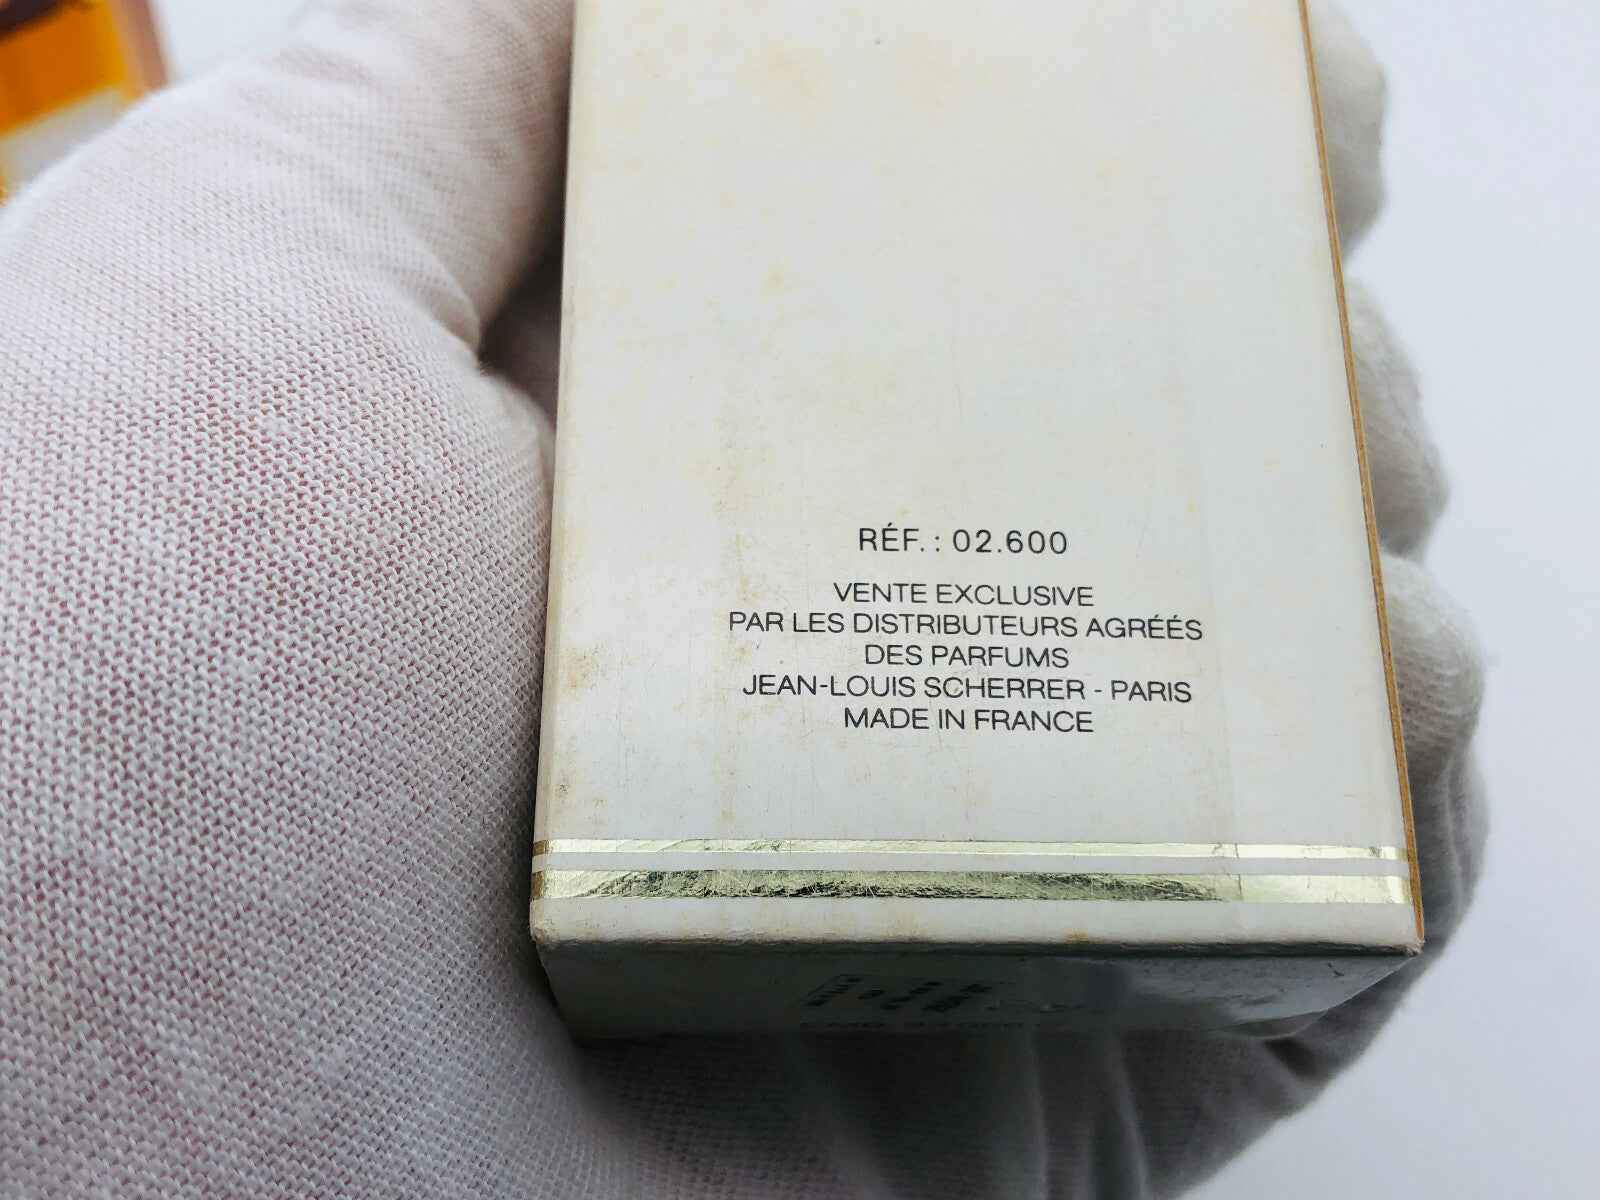 RÉF. : 02.600
VENTE EXCLUSIVE
PAR LES DISTRIBUTEURS AGRÉÉS
DES PARFUMS
JEAN-LOUIS SCHERRER - PARIS
MADE IN FRANCE